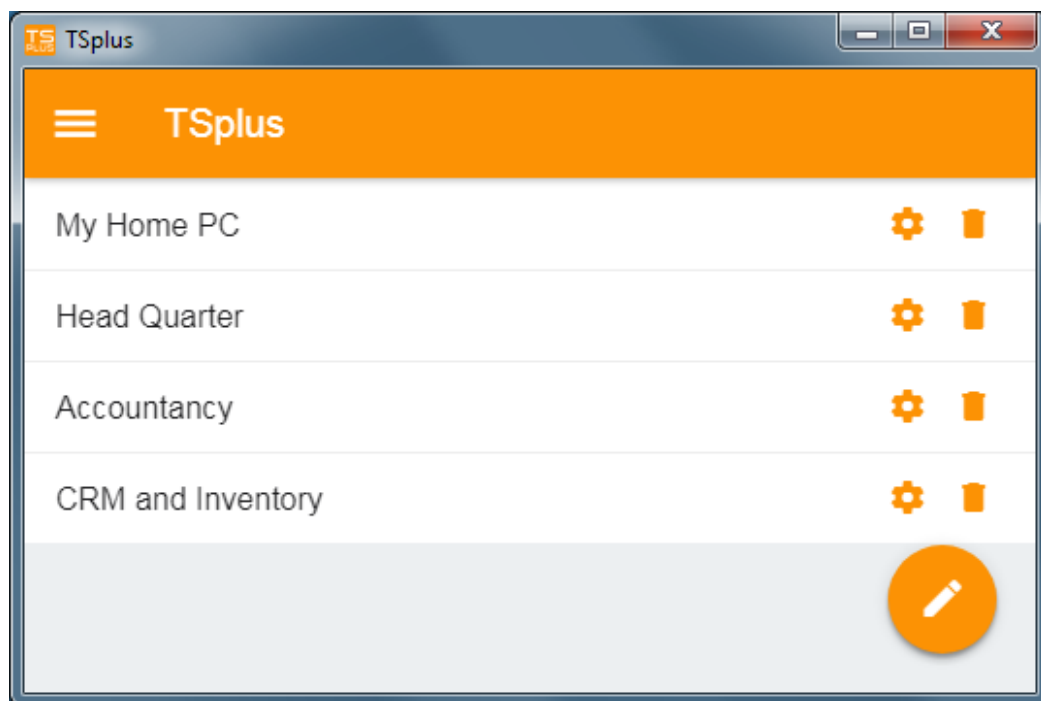 TS
PLUS
TSplus
TSplus
My Home PC
Head Quarter
Accountancy
CRM and Inventory